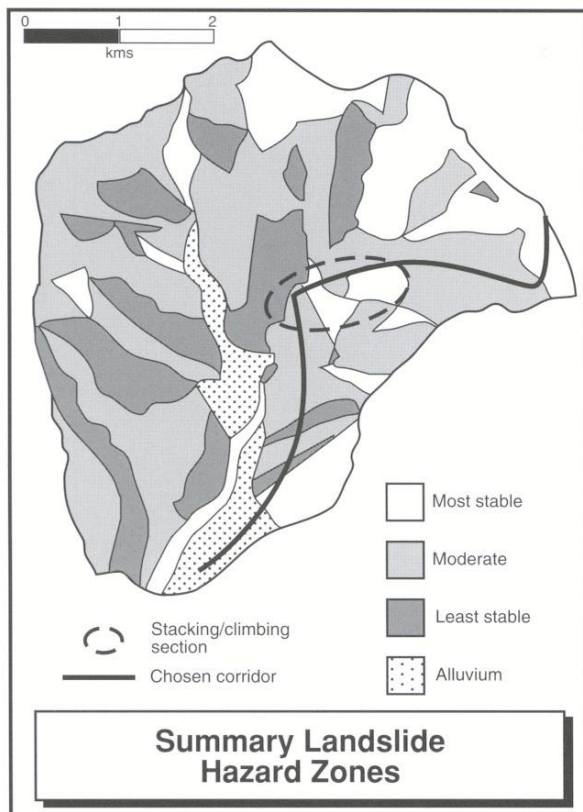 0 1 2
kms
Most stable
Moderate
Least stable
Alluvium
Stacking/climbing
section
Chosen corridor
Summary Landslide
Hazard Zones